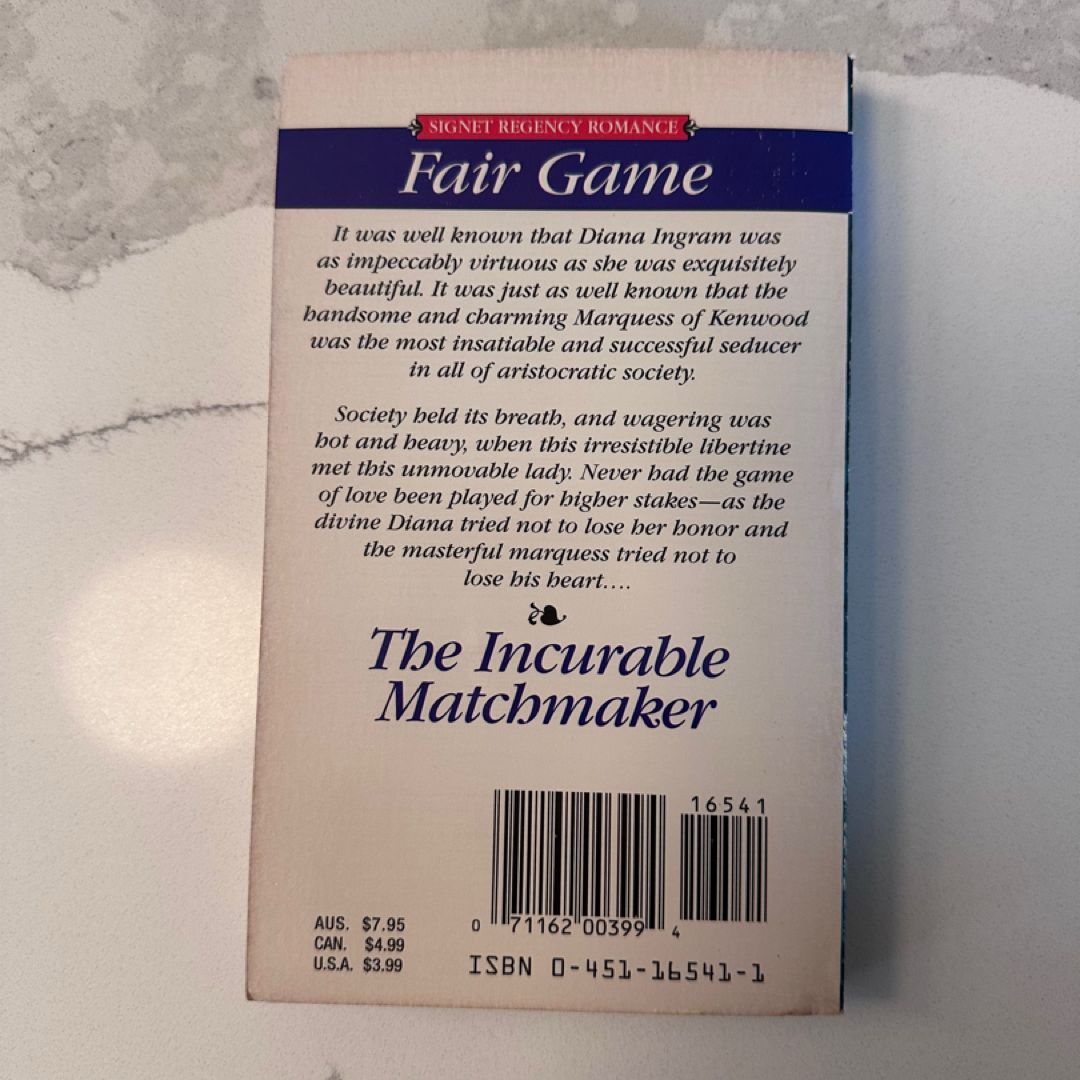 SIGNET REGENCY ROMANCE
Fair Game
It was well known that Diana Ingram was
as impeccably virtuous as she was exquisitely
beautiful. It was just as well known that the
handsome and charming Marquess of Kenwood
was the most insatiable and successful seducer
in all of aristocratic society.
Society held its breath, and wagering was
hot and heavy, when this irresistible libertine
met this unmovable lady. Never had the game
of love been played for higher stakes—as the
divine Diana tried not to lose her honor and
the masterful marquess tried not to
lose his heart....
The Incurable
Matchmaker
16541
0 71162 00399 4
AUS. $7.95
CAN. $4.99
U.S.A. $3.99
ISBN 0-451-16541-1